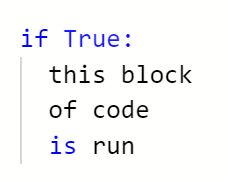 if True:
  this block
  of code
  is run